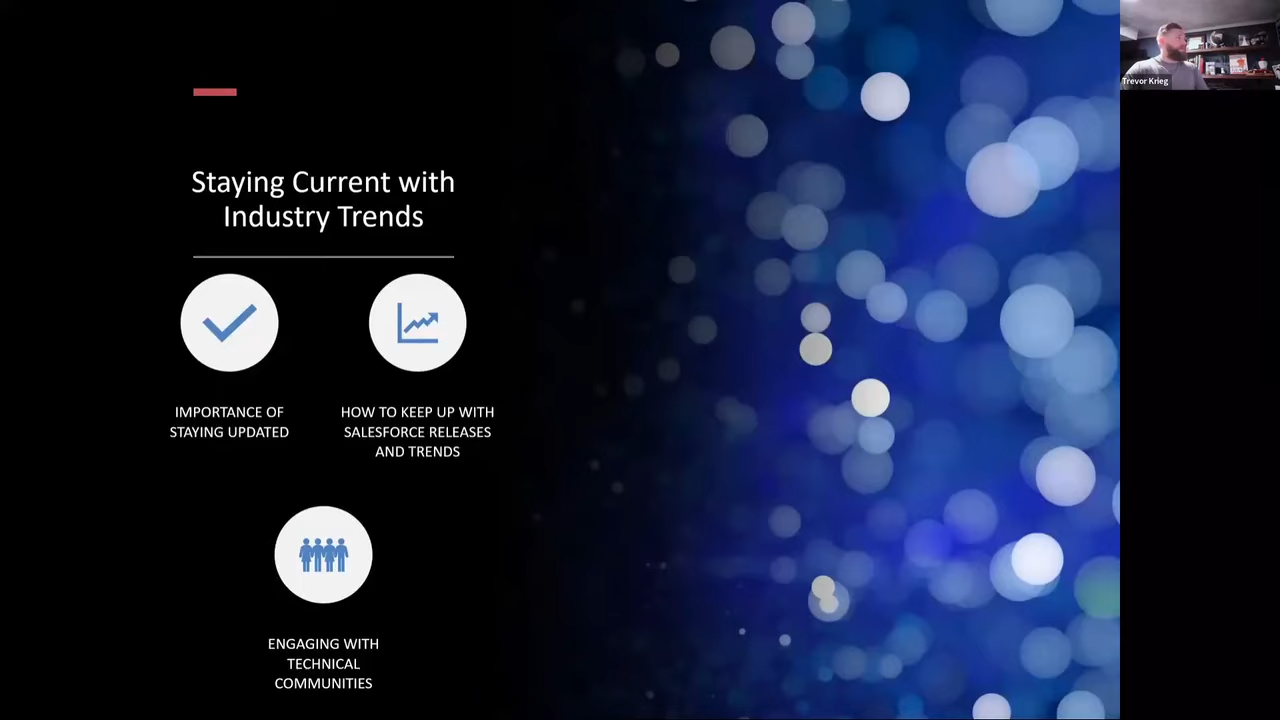 Trevor Krieg
Staying Current with
Industry Trends
IMPORTANCE OF
STAYING UPDATED
HOW TO KEEP UP WITH
SALESFORCE RELEASES
AND TRENDS
ENGAGING WITH
TECHNICAL
COMMUNITIES